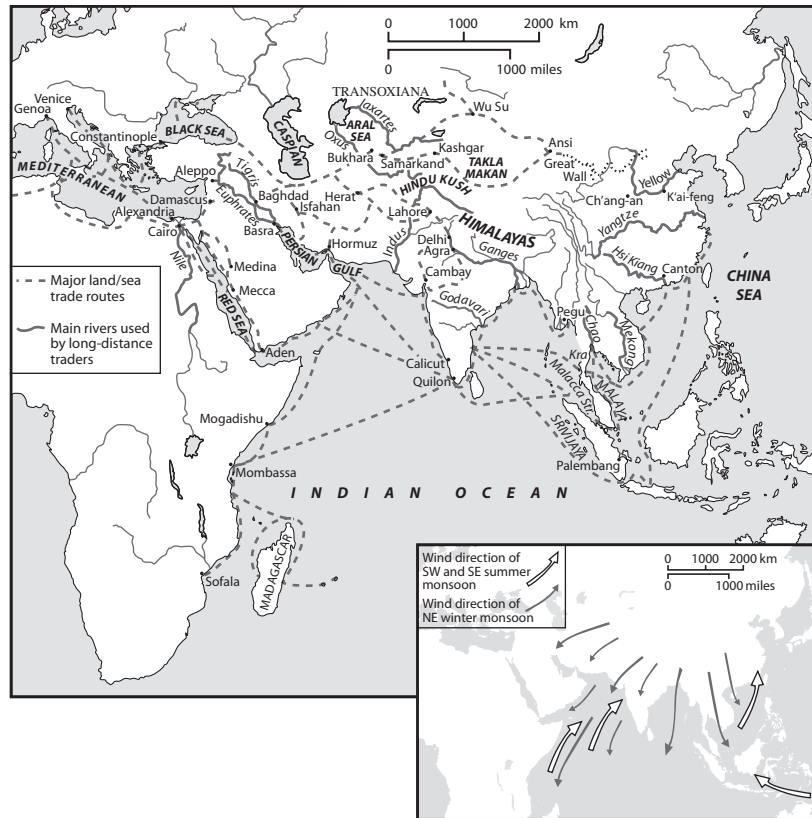 0 1000 2000 km
0 1000 miles
TRANSOXIANA
Venice
Genoa
Constantinople
BLACK SEA
CASPIAN
ARAL
SEA
Jaxartes
Oxus
Wu Su
Bukhara
Samarkand
Kashgar
TAKLA
MAKAN
Ansi
Great
Wall
Yellow
Ch'ang-an
K'ai-feng
MEDITERRANEAN
Aleppo
Tigris
Damascus
Euphrates
Baghdad
Isfahan
Herat
HINDU KUSH
Alexandria
Cairo
Basra
PERSIAN
GULF
Hormuz
Lahore
Indus
HIMALAYAS
Yanatze
Hsi Kiang
Canton
CHINA
SEA
Delhi
Agra
Ganges
Cambay
Godavari
Nile
Medina
Mecca
RED SEA
Aden
Major land/sea
trade routes
Main rivers used
by long-distance
traders
Pegu
Chao
Mekong
Kra
Calicut
Quilon
Malacca Str.
MALAYA
SRIVIJAYA
Palembang
Mogadishu
Mombassa
INDIAN OCEAN
Sofala
MADAGASCAR
Wind direction of
SW and SE summer
monsoon
Wind direction of
NE winter monsoon
0 1000 2000 km
0 1000 miles